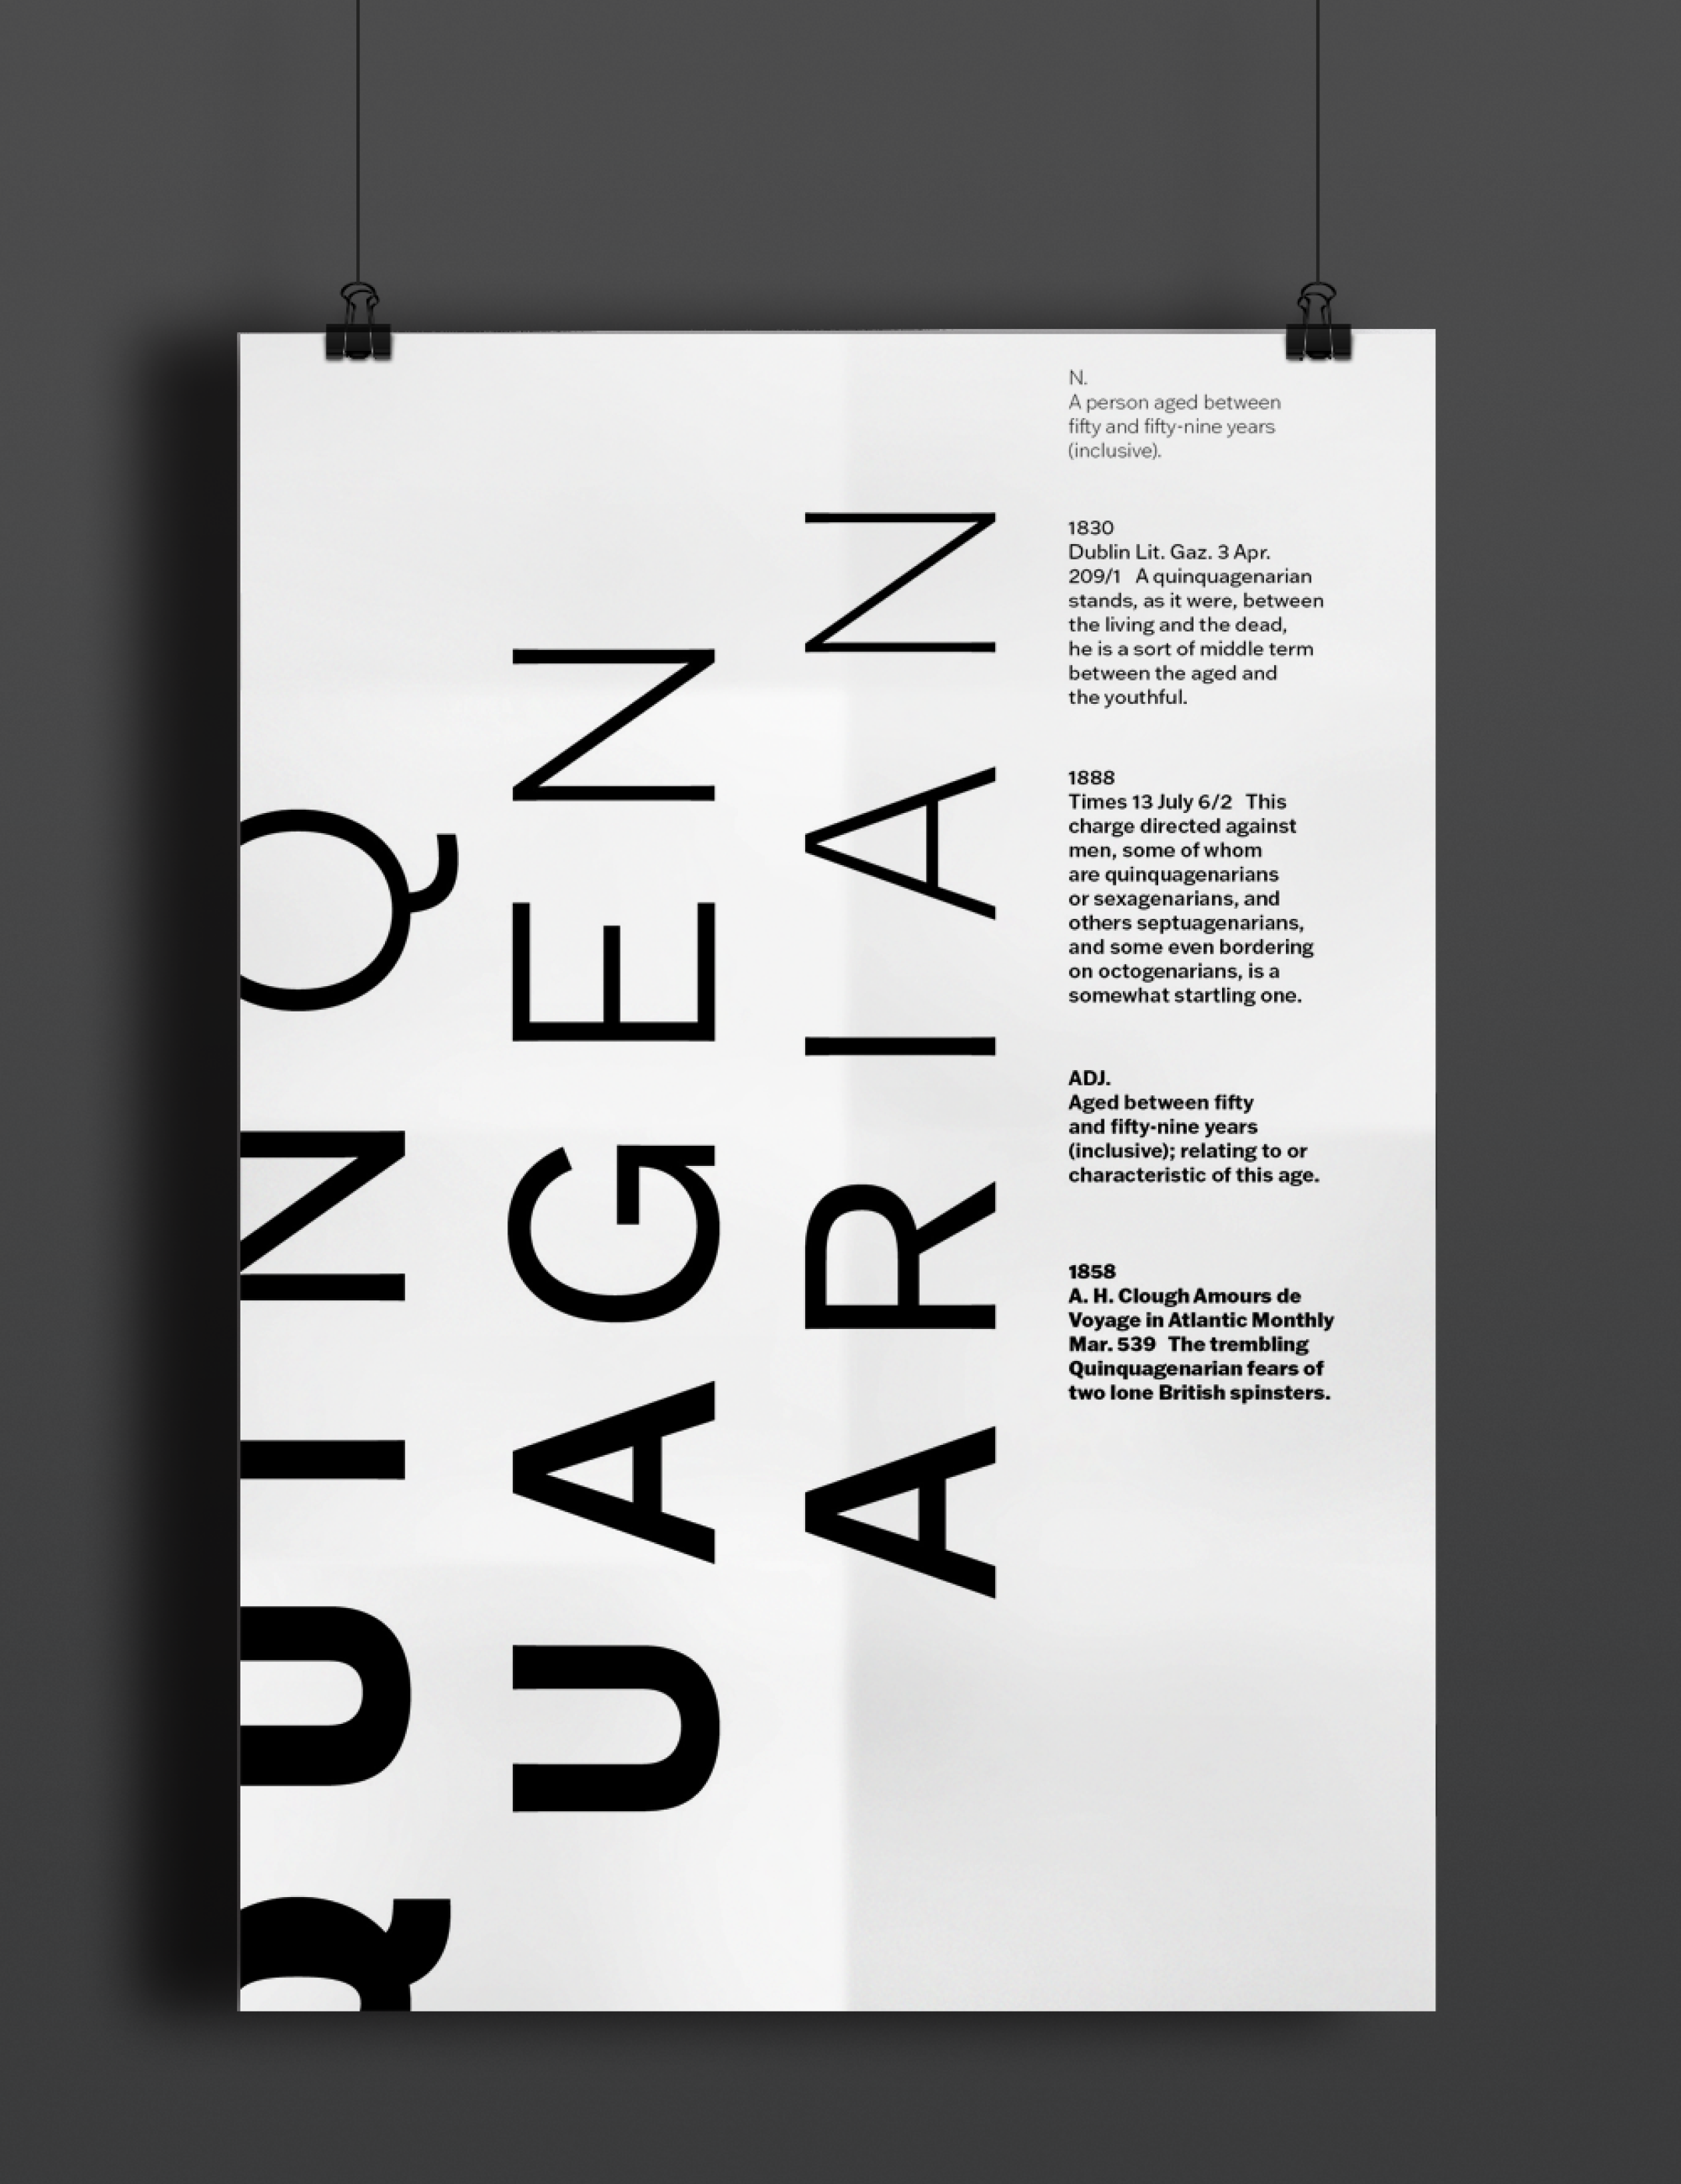 QUINQ
UAGEN
ARIAN
N.
A person aged between
fifty and fifty-nine years
(inclusive).
1830
Dublin Lit. Gaz. 3 Apr.
209/1 A quinquagenarian
stands, as it were, between
the living and the dead,
he is a sort of middle term
between the aged and
the youthful.
1888
Times 13 July 6/2 This
charge directed against
men, some of whom
are quinquagenarians
or sexagenarians, and
others septuagenarians,
and some even bordering
on octogenarians, is a
somewhat startling one.
ADJ.
Aged between fifty
and fifty-nine years
(inclusive); relating to or
characteristic of this age.
1858
A. H. Clough Amours de
Voyage in Atlantic Monthly
Mar. 539 The trembling
Quinquagenarian fears of
two lone British spinsters.